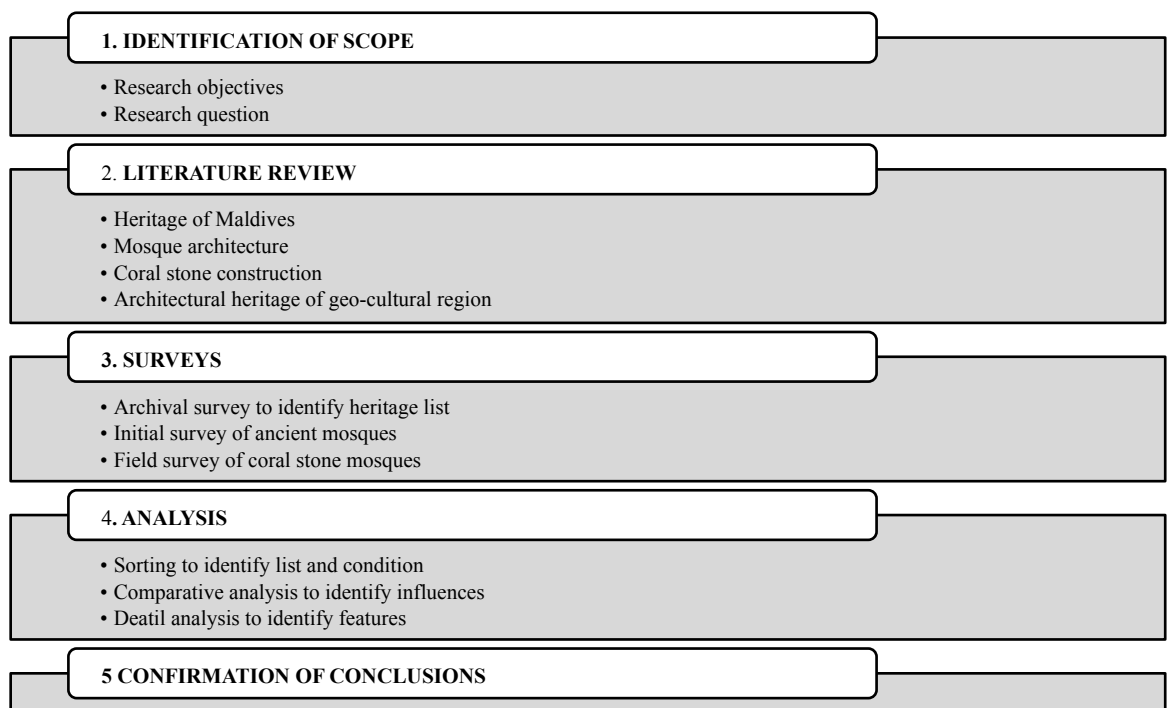 1. IDENTIFICATION OF SCOPE
• Research objectives
• Research question
2. LITERATURE REVIEW
• Heritage of Maldives
• Mosque architecture
• Coral stone construction
• Architectural heritage of geo-cultural region
3. SURVEYS
• Archival survey to identify heritage list
• Initial survey of ancient mosques
• Field survey of coral stone mosques
4. ANALYSIS
• Sorting to identify list and condition
• Comparative analysis to identify influences
• Deatil analysis to identify features
5 CONFIRMATION OF CONCLUSIONS